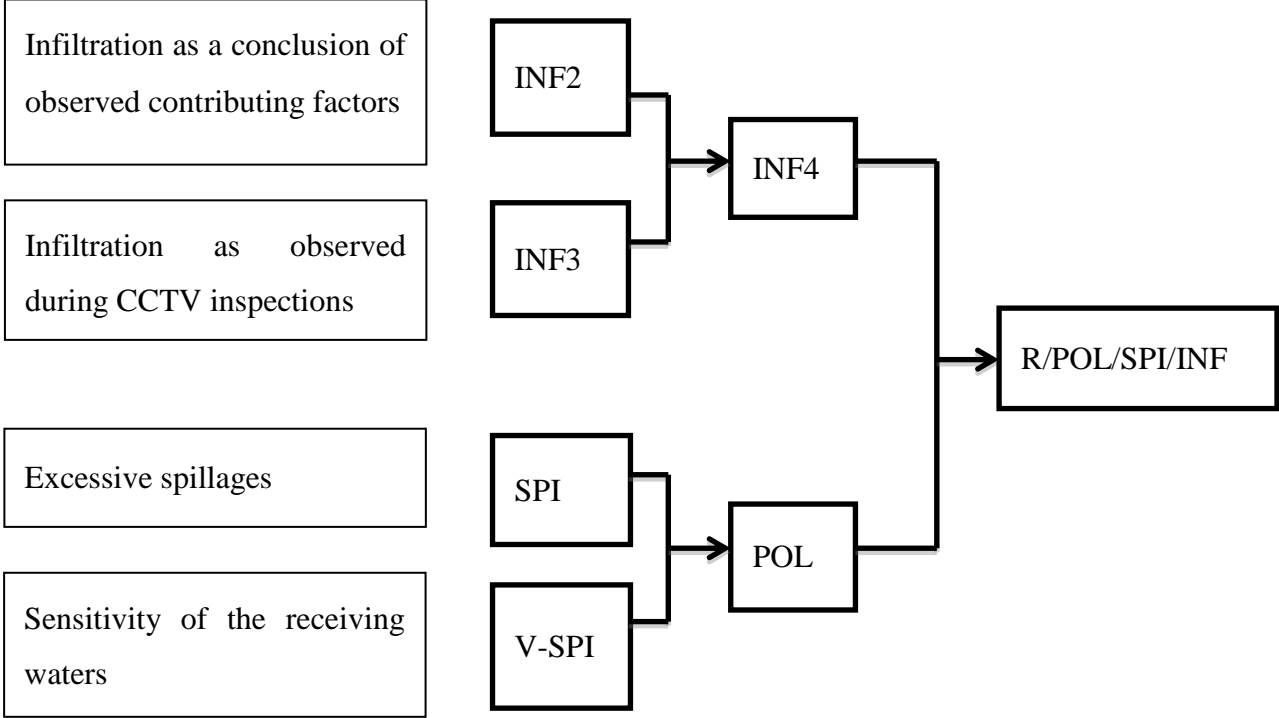 Infiltration as a conclusion of
observed contributing factors
INF2
INF4
Infiltration as observed
during CCTV inspections
INF3
R/POL/SPI/INF
Excessive spillages
SPI
POL
Sensitivity of the receiving
waters
V-SPI